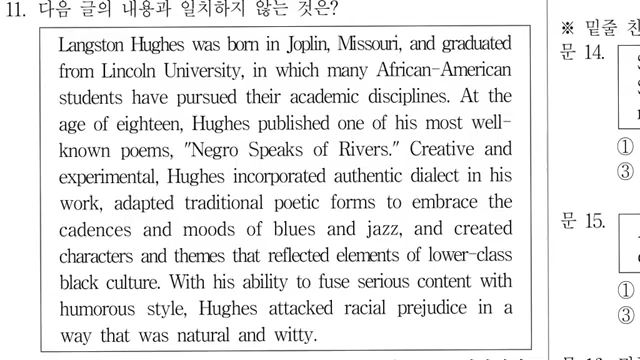 11. 다음 글의 내용과 일치하지 않는 것은?
Langston Hughes was born in Joplin, Missouri, and graduated
from Lincoln University, in which many African-American
students have pursued their academic disciplines. At the
age of eighteen, Hughes published one of his most well-
known poems, "Negro Speaks of Rivers." Creative and
experimental, Hughes incorporated authentic dialect in his
work, adapted traditional poetic forms to embrace the
cadences and moods of blues and jazz, and created
characters and themes that reflected elements of lower-class
black culture. With his ability to fuse serious content with
humorous style, Hughes attacked racial prejudice in a
way that was natural and witty.
※ 밑줄 친
문 14.
①
③
문 15.
①
③